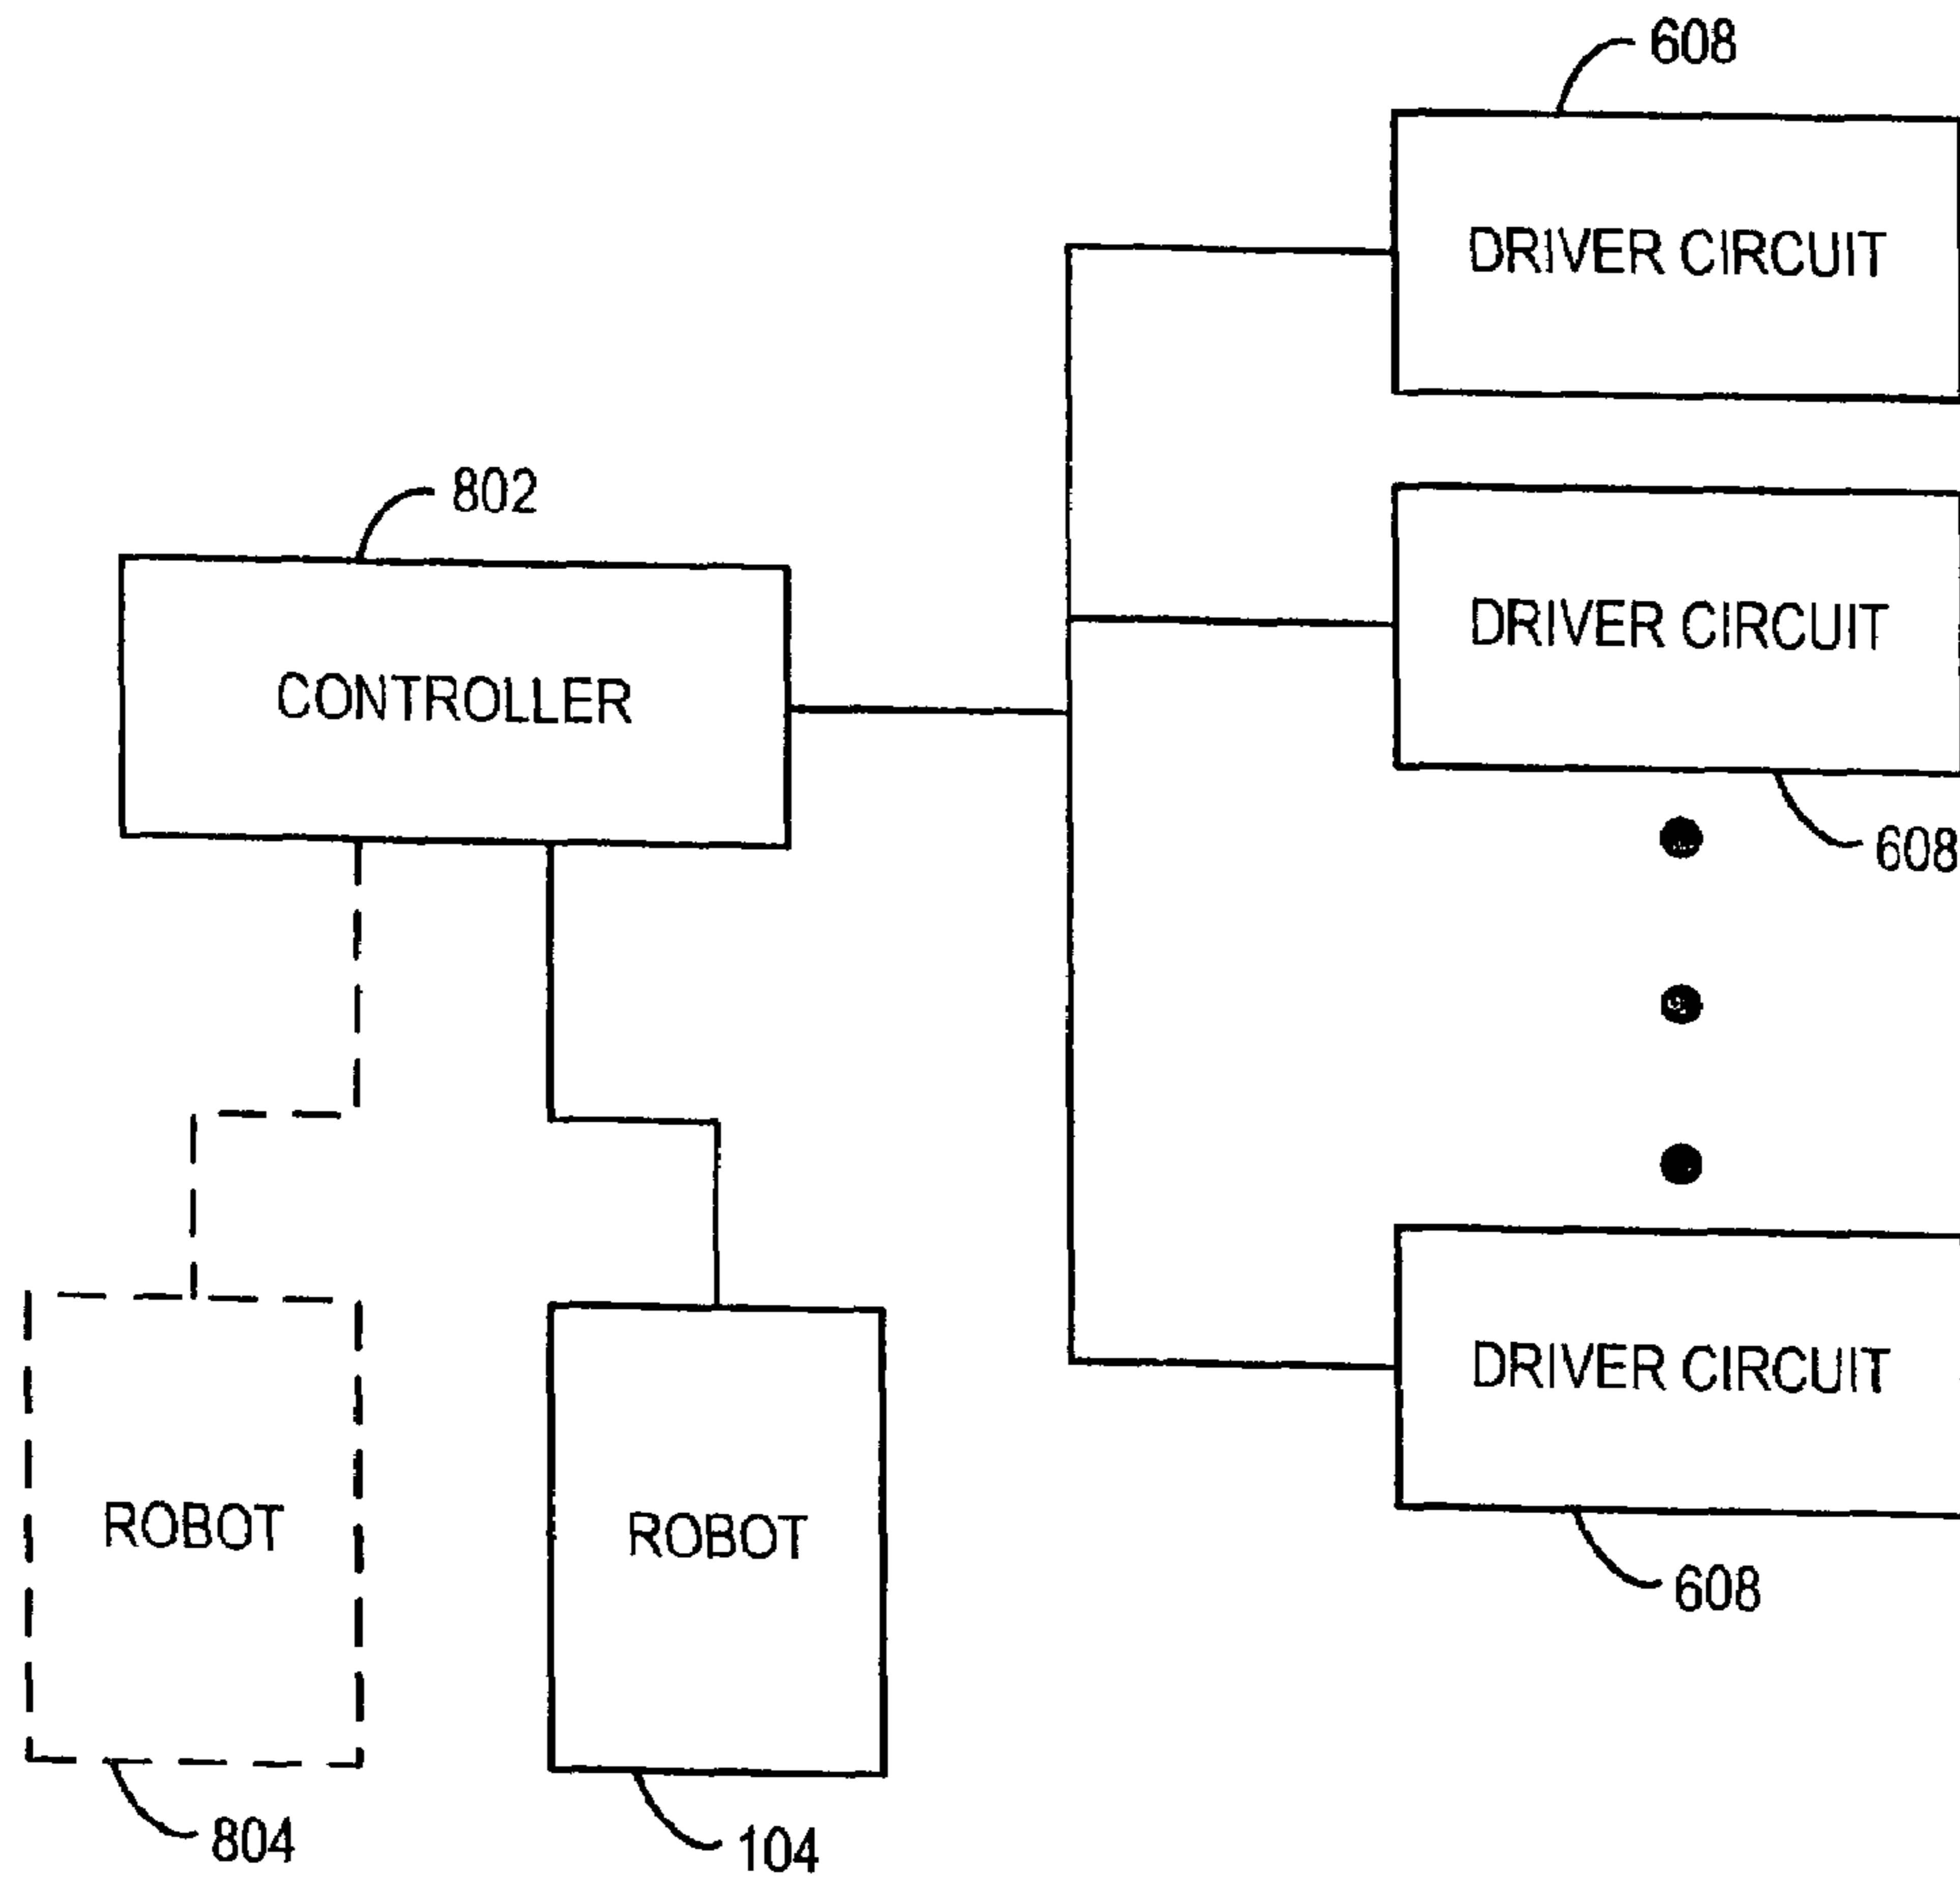 608
DRIVER CIRCUIT
802
DRIVER CIRCUIT
CONTROLLER
608
DRIVER CIRCUIT
ROBOT
ROBOT
608
804
104